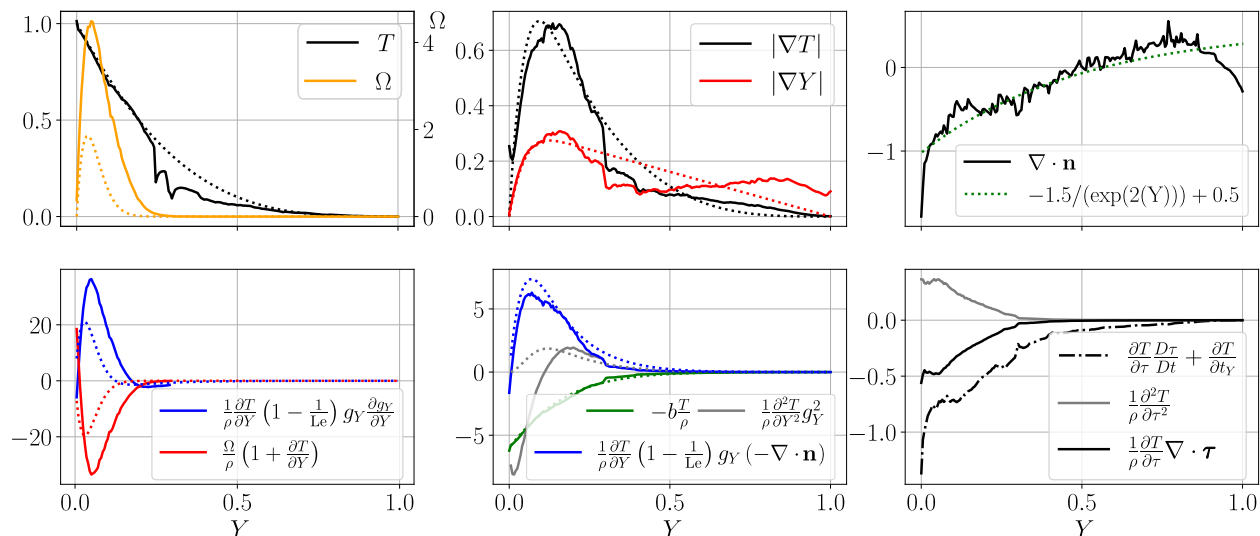 Ω
1.0
0.5
0.0
4
2
0
T
Ω
0.6
0.4
0.2
0.0
|∇T|
|∇Y|
0
−1
∇ · n
−1.5/(exp(2(Y))) + 0.5
20
0
−20
0.0 0.5 1.0
Y
1/ρ ∂T/∂Y (1 − 1/Le) g_Y ∂g_Y/∂Y
Ω/ρ (1 + ∂T/∂Y)
5
0
−5
0.0 0.5 1.0
Y
−b T/ρ 1/ρ ∂²T/∂Y² g_Y²
1/ρ ∂T/∂Y (1 − 1/Le) g_Y (−∇ · n)
0.0
−0.5
−1.0
0.0 0.5 1.0
Y
∂T/∂τ Dτ/Dt + ∂T/∂t_Y
1/ρ ∂²T/∂τ²
1/ρ ∂T/∂τ ∇ · τ